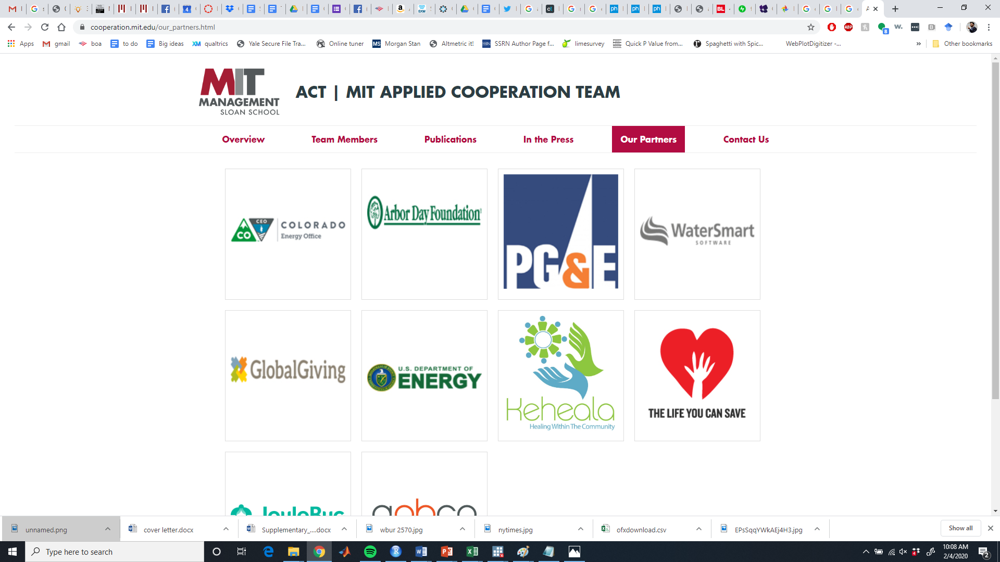 cooperation.mit.edu/our_partners.html
Apps
gmail
boa
to do
Big ideas
XM qualtrics
Yale Secure File Tra...
Online tuner
MS Morgan Stan
Altmetric it!
SSRN Author Page f...
limesurvey
Quick P Value from...
Spaghetti with Spic...
WebPlotDigitizer -...
»
Other bookmarks
MIT
MANAGEMENT
SLOAN SCHOOL
ACT | MIT APPLIED COOPERATION TEAM
Overview
Team Members
Publications
In the Press
Our Partners
Contact Us
CO CEO COLORADO
Energy Office
Arbor Day Foundation
PG&E
WaterSmart
SOFTWARE
GlobalGiving
U.S. DEPARTMENT OF
ENERGY
Keheala
Healing Within The Community
THE LIFE YOU CAN SAVE
JouleBug
unnamed.png
cover letter.docx
Supplementary_....docx
wbur 2570.jpg
nytimes.jpg
ofxdownload.csv
EPsSqqYWkAEj4H3.jpg
Show all
Type here to search
10:08 AM
2/4/2020
2